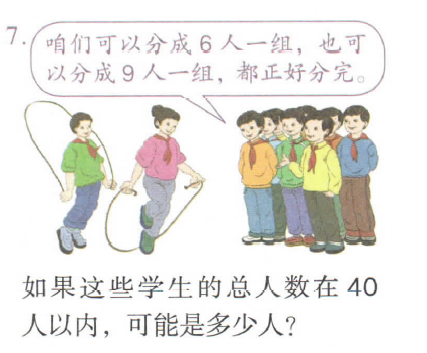 7.
咱们可以分成6人一组，也可
以分成9人一组，都正好分完。
如果这些学生的总人数在40
人以内，可能是多少人？